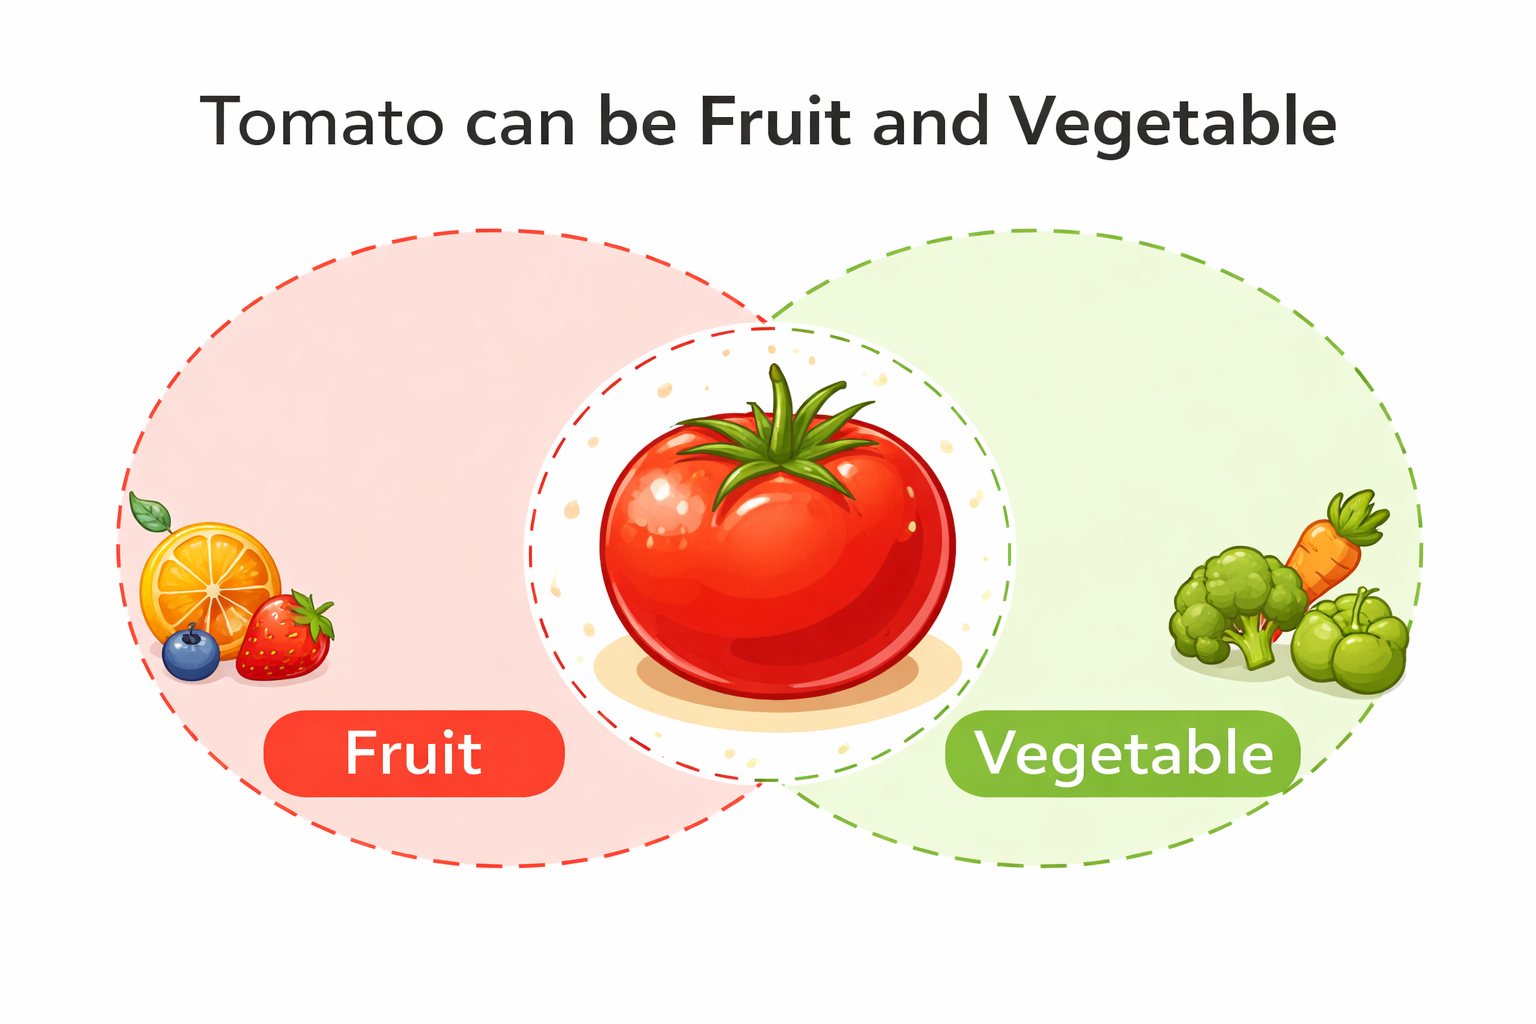 Tomato can be Fruit and Vegetable
Fruit
Vegetable